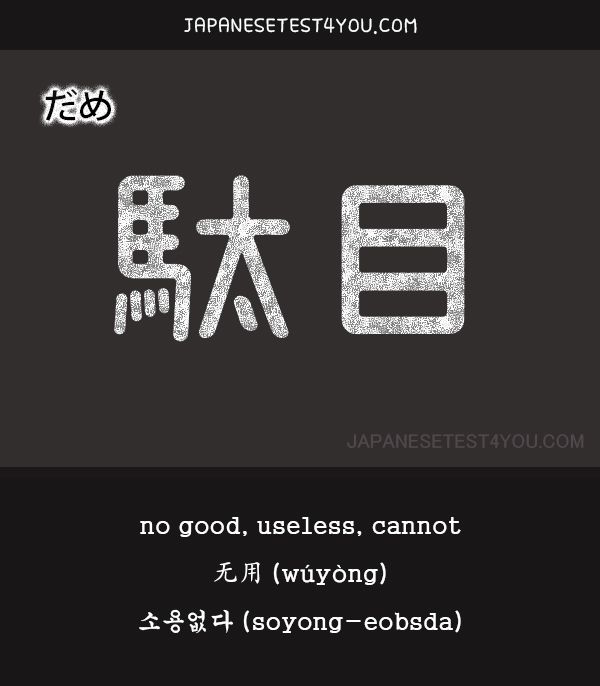 JAPANESETEST4YOU.COM
だめ
駄目
JAPANESETEST4YOU.COM
no good, useless, cannot
无用 (wúyòng)
소용없다 (soyong-eobsda)